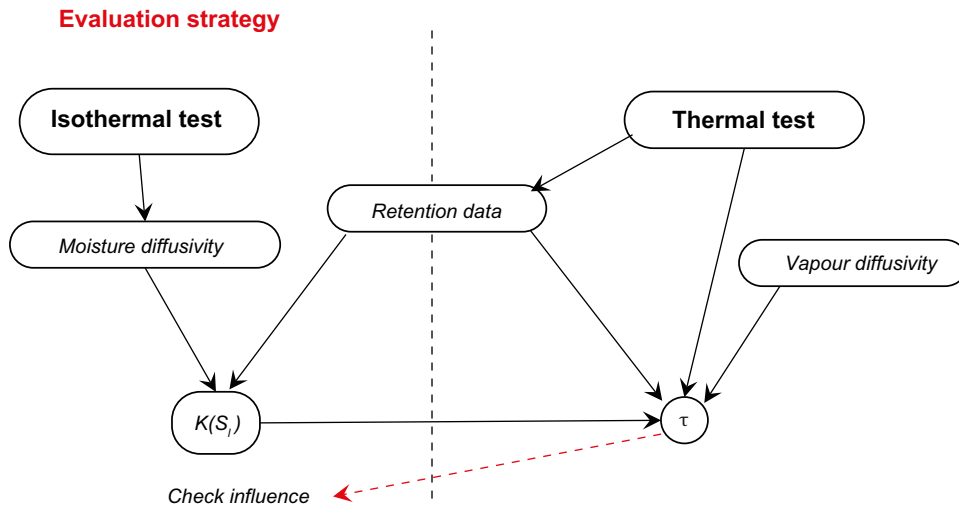 Evaluation strategy
Isothermal test
Thermal test
Retention data
Moisture diffusivity
Vapour diffusivity
K(S_l)
τ
Check influence